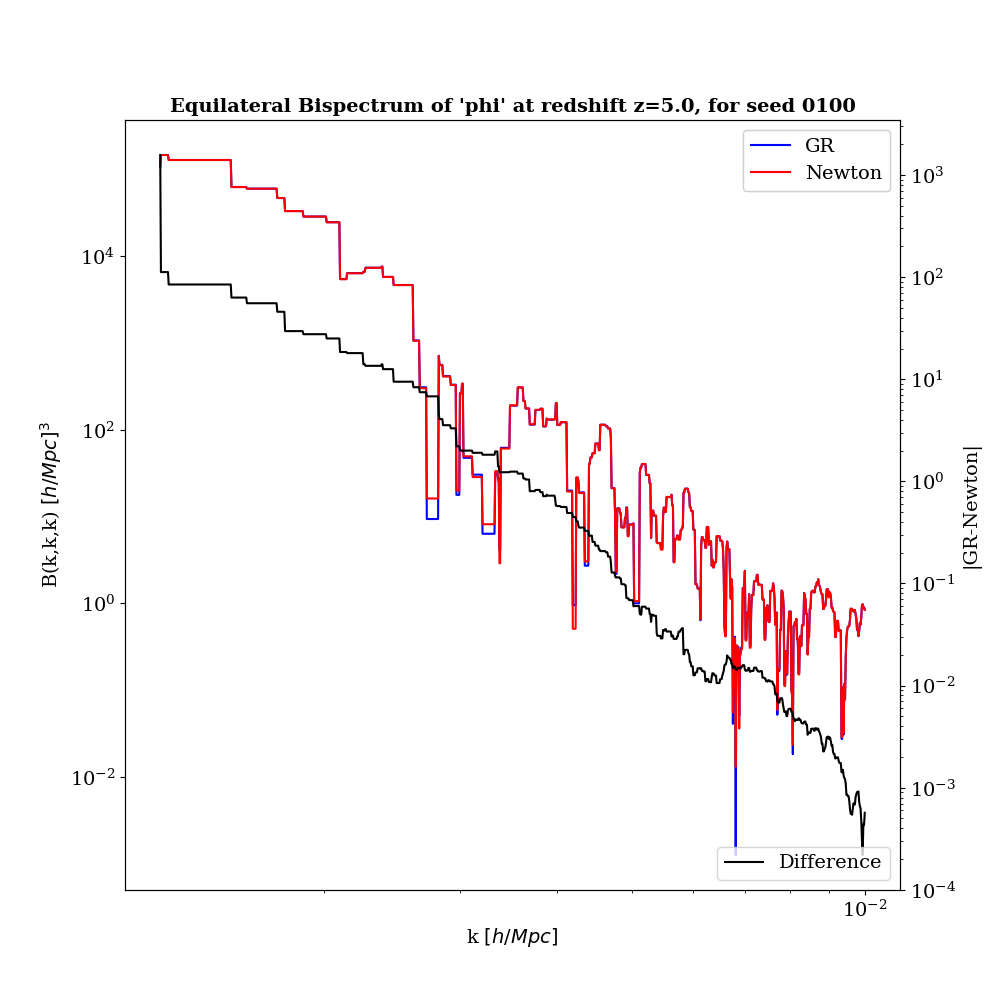 Equilateral Bispectrum of 'phi' at redshift z=5.0, for seed 0100
GR
Newton
10^4
10^2
10^0
10^-2
B(k,k,k) [h/Mpc]^3
10^3
10^2
10^1
10^0
10^-1
10^-2
10^-3
10^-4
|GR-Newton|
Difference
10^-2
k [h/Mpc]